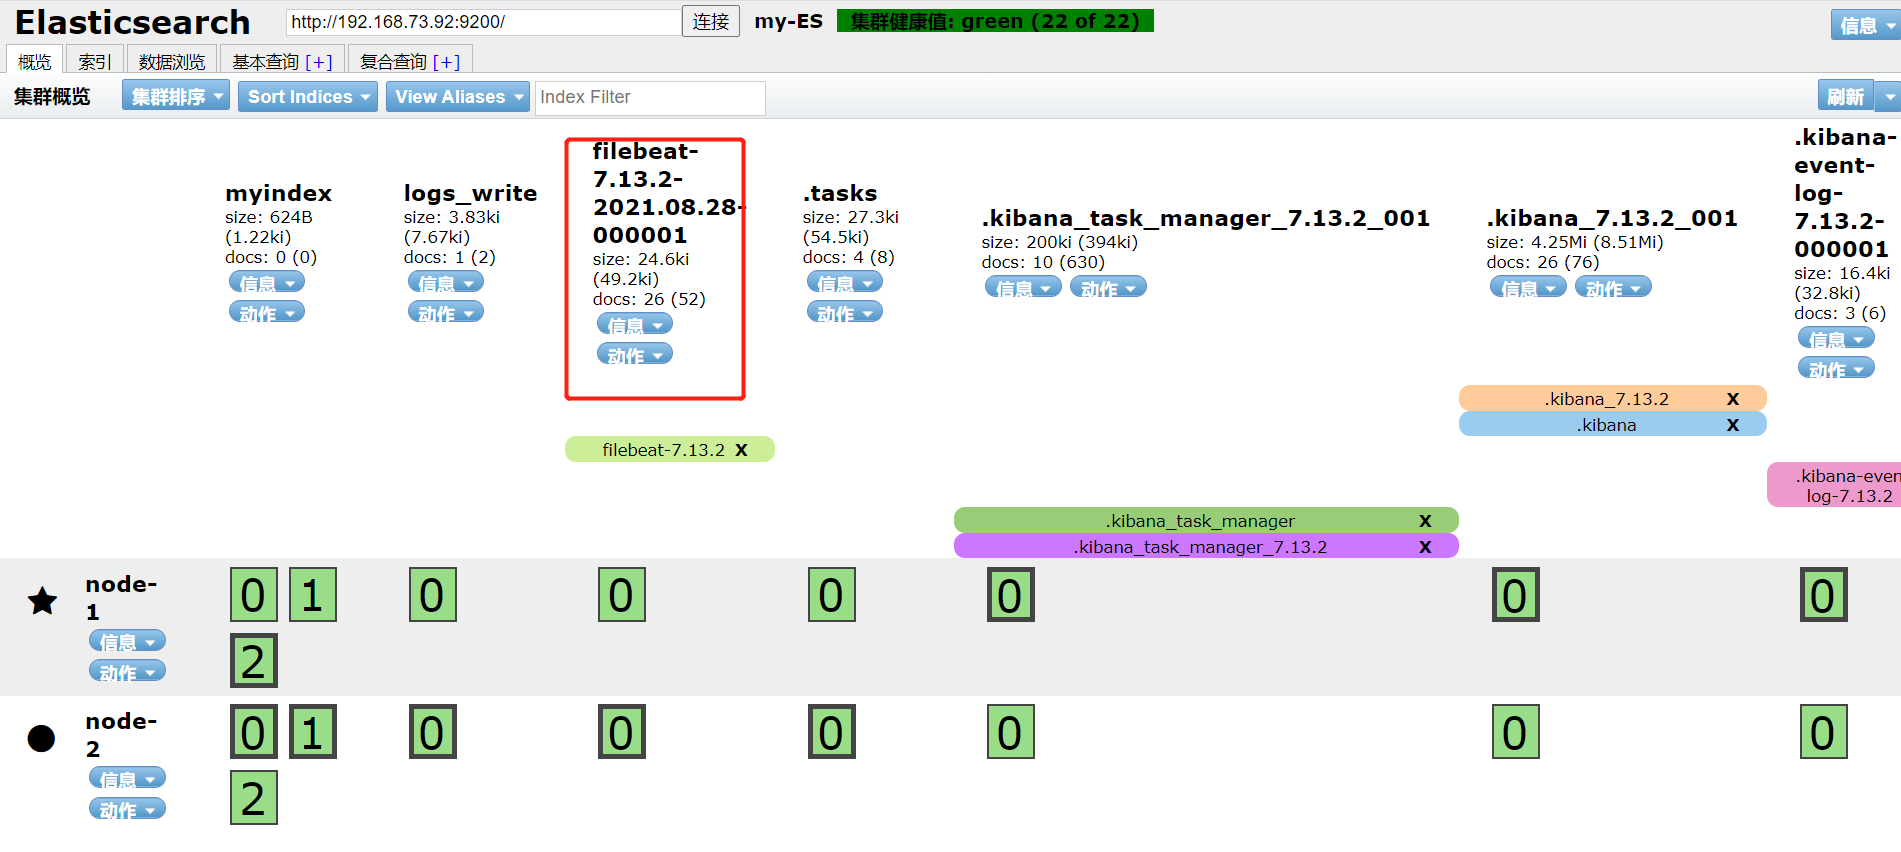 Elasticsearch
http://192.168.73.92:9200/
连接
my-ES
集群健康值: green (22 of 22)
信息
概览
索引
数据浏览
基本查询 [+]
复合查询 [+]
集群概览
集群排序
Sort Indices
View Aliases
Index Filter
刷新
myindex
size: 624B
(1.22ki)
docs: 0 (0)
信息
动作
logs_write
size: 3.83ki
(7.67ki)
docs: 1 (2)
信息
动作
filebeat-
7.13.2-
2021.08.28-
000001
size: 24.6ki
(49.2ki)
docs: 26 (52)
信息
动作
.tasks
size: 27.3ki
(54.5ki)
docs: 4 (8)
信息
动作
.kibana_task_manager_7.13.2_001
size: 200ki (394ki)
docs: 10 (630)
信息
动作
.kibana_7.13.2_001
size: 4.25Mi (8.51Mi)
docs: 26 (76)
信息
动作
.kibana-
event-
log-
7.13.2-
000001
size: 16.4ki
(32.8ki)
docs: 3 (6)
信息
动作
.kibana_7.13.2 X
.kibana X
filebeat-7.13.2 X
.kibana-even
log-7.13.2
.kibana_task_manager X
.kibana_task_manager_7.13.2 X
node-
1
信息
动作
0 1 0 0 0 0 0 0
2
node-
2
信息
动作
0 1 0 0 0 0 0 0
2